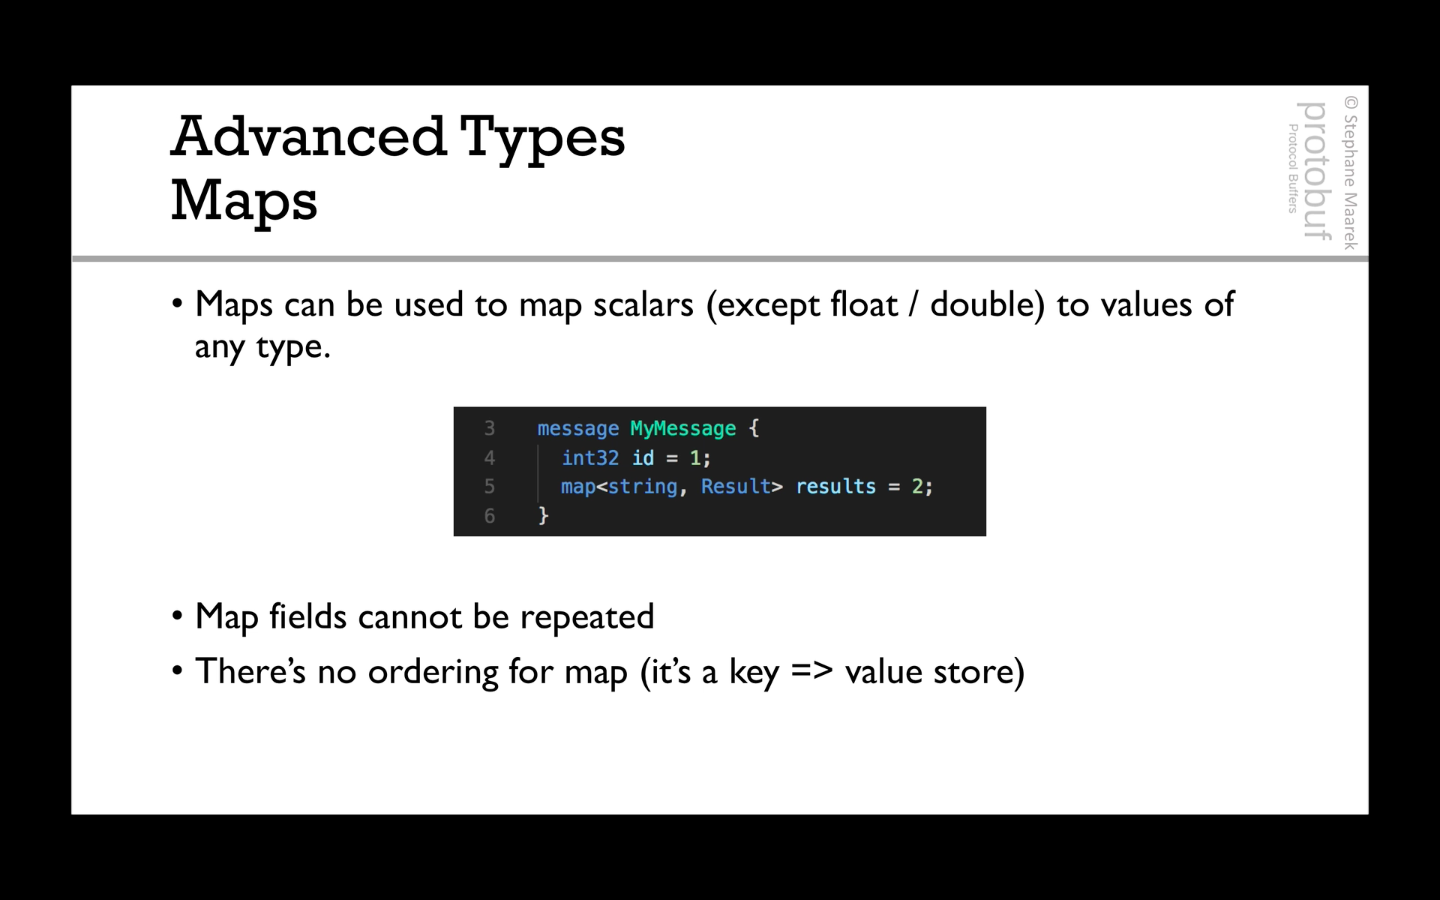 Advanced Types
Maps
© Stephane Maarek
protobuf
Protocol Buffers
• Maps can be used to map scalars (except float / double) to values of
any type.
3 message MyMessage {
4 int32 id = 1;
5 map<string, Result> results = 2;
6 }
• Map fields cannot be repeated
• There’s no ordering for map (it’s a key => value store)